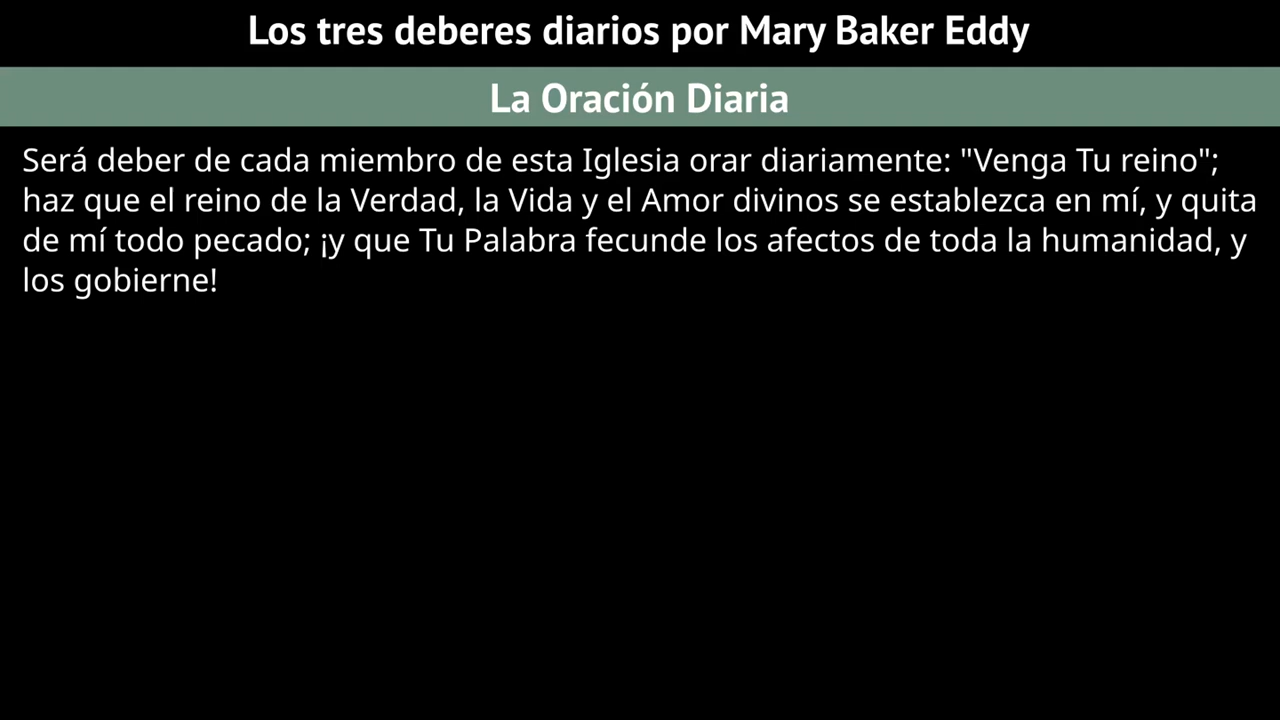 Los tres deberes diarios por Mary Baker Eddy
La Oración Diaria
Será deber de cada miembro de esta Iglesia orar diariamente: "Venga Tu reino";
haz que el reino de la Verdad, la Vida y el Amor divinos se establezca en mí, y quita
de mí todo pecado; ¡y que Tu Palabra fecunde los afectos de toda la humanidad, y
los gobierne!